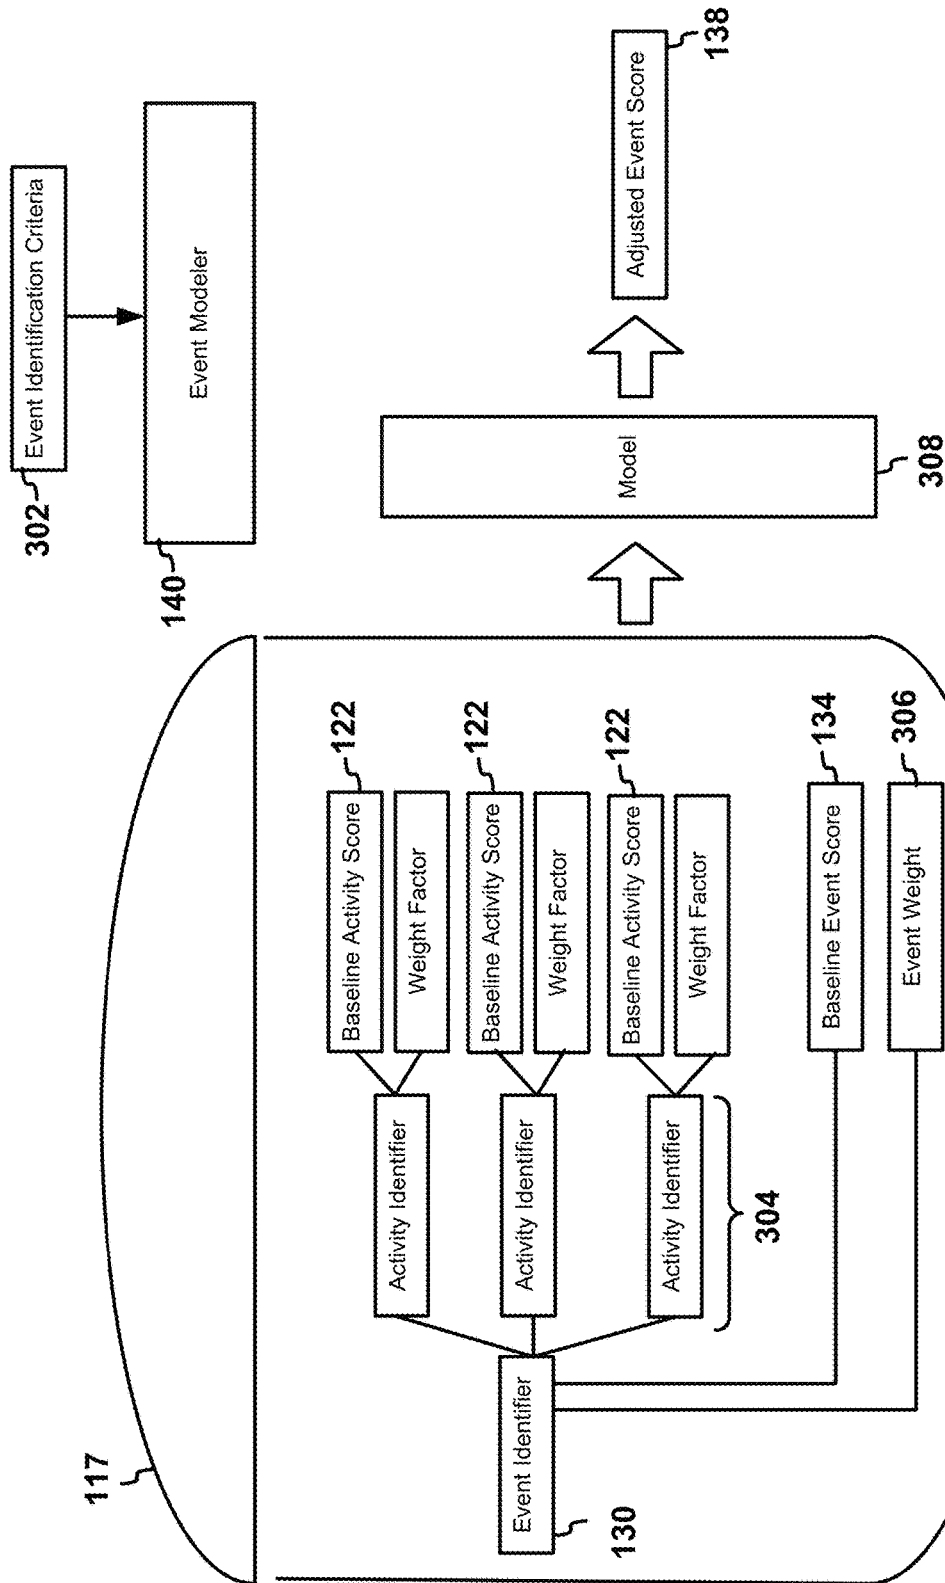 302
Event Identification Criteria
140
Event Modeler
117
Event Identifier
130
Activity Identifier
Baseline Activity Score
122
Weight Factor
Activity Identifier
Baseline Activity Score
122
Weight Factor
Activity Identifier
Baseline Activity Score
122
Weight Factor
304
Baseline Event Score
134
Event Weight
306
Model
308
Adjusted Event Score
138